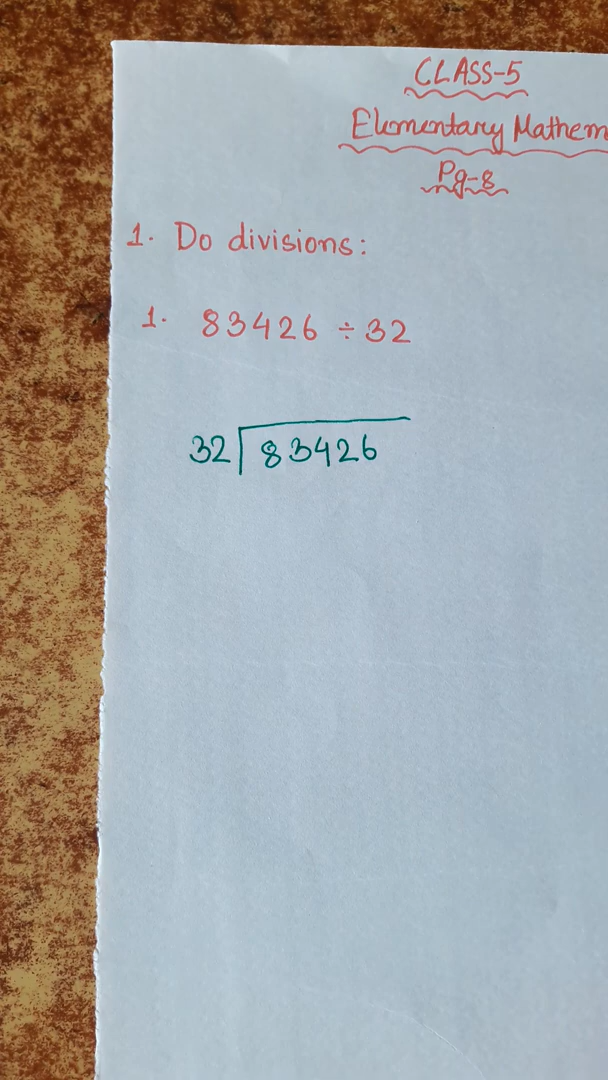 CLASS-5
Elementary Mathem
Pg-8
1. Do divisions:
1. 83426 ÷ 32
32 83426